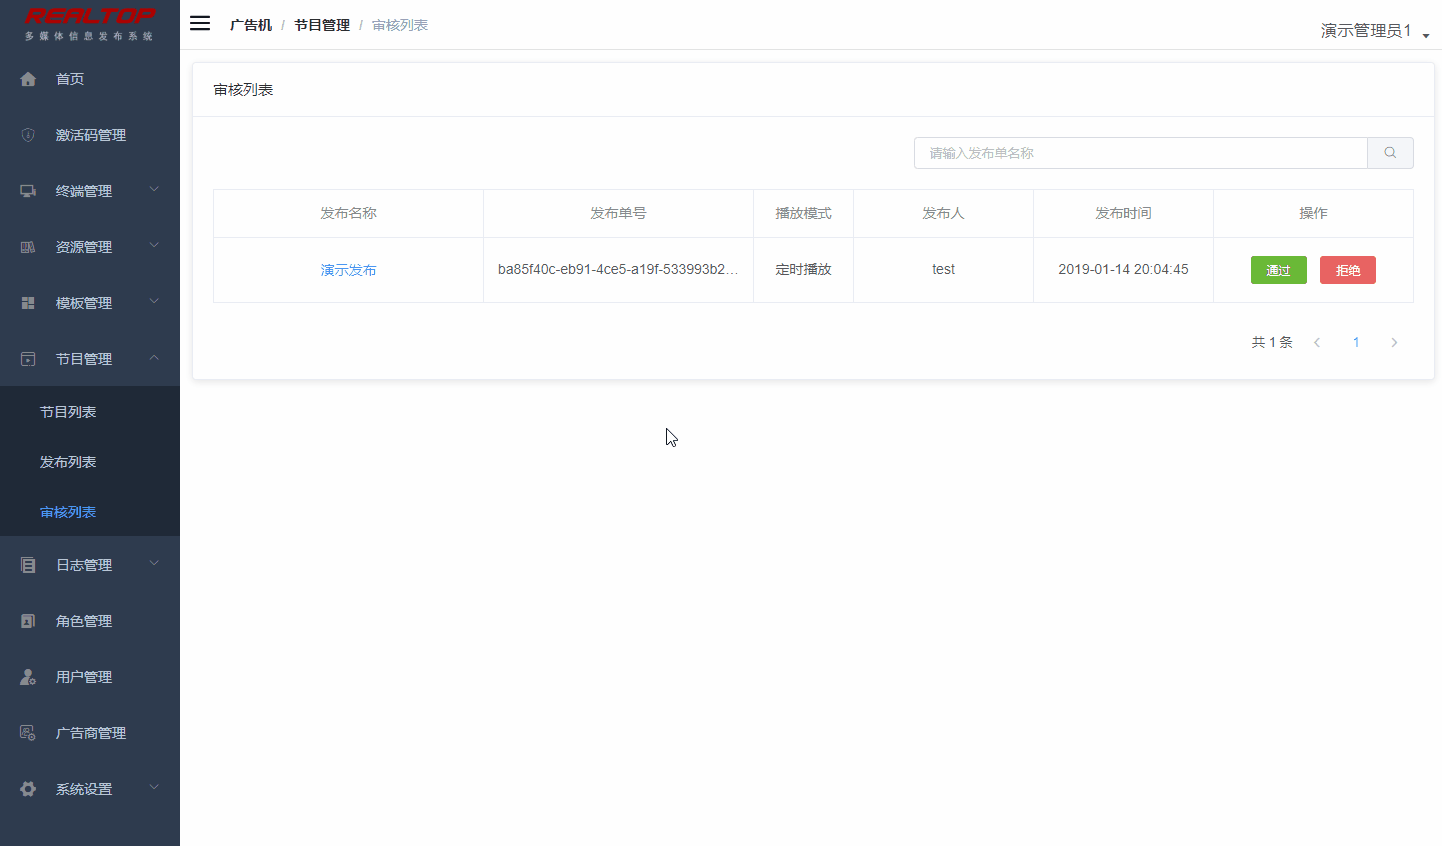 REALTOP
多媒体信息发布系统
首页
激活码管理
终端管理
资源管理
模板管理
节目管理
节目列表
发布列表
审核列表
日志管理
角色管理
用户管理
广告商管理
系统设置
广告机 / 节目管理 / 审核列表
演示管理员1
审核列表
请输入发布单名称
发布名称 发布单号 播放模式 发布人 发布时间 操作
演示发布 ba85f40c-eb91-4ce5-a19f-533993b2... 定时播放 test 2019-01-14 20:04:45 通过 拒绝
共 1 条 1